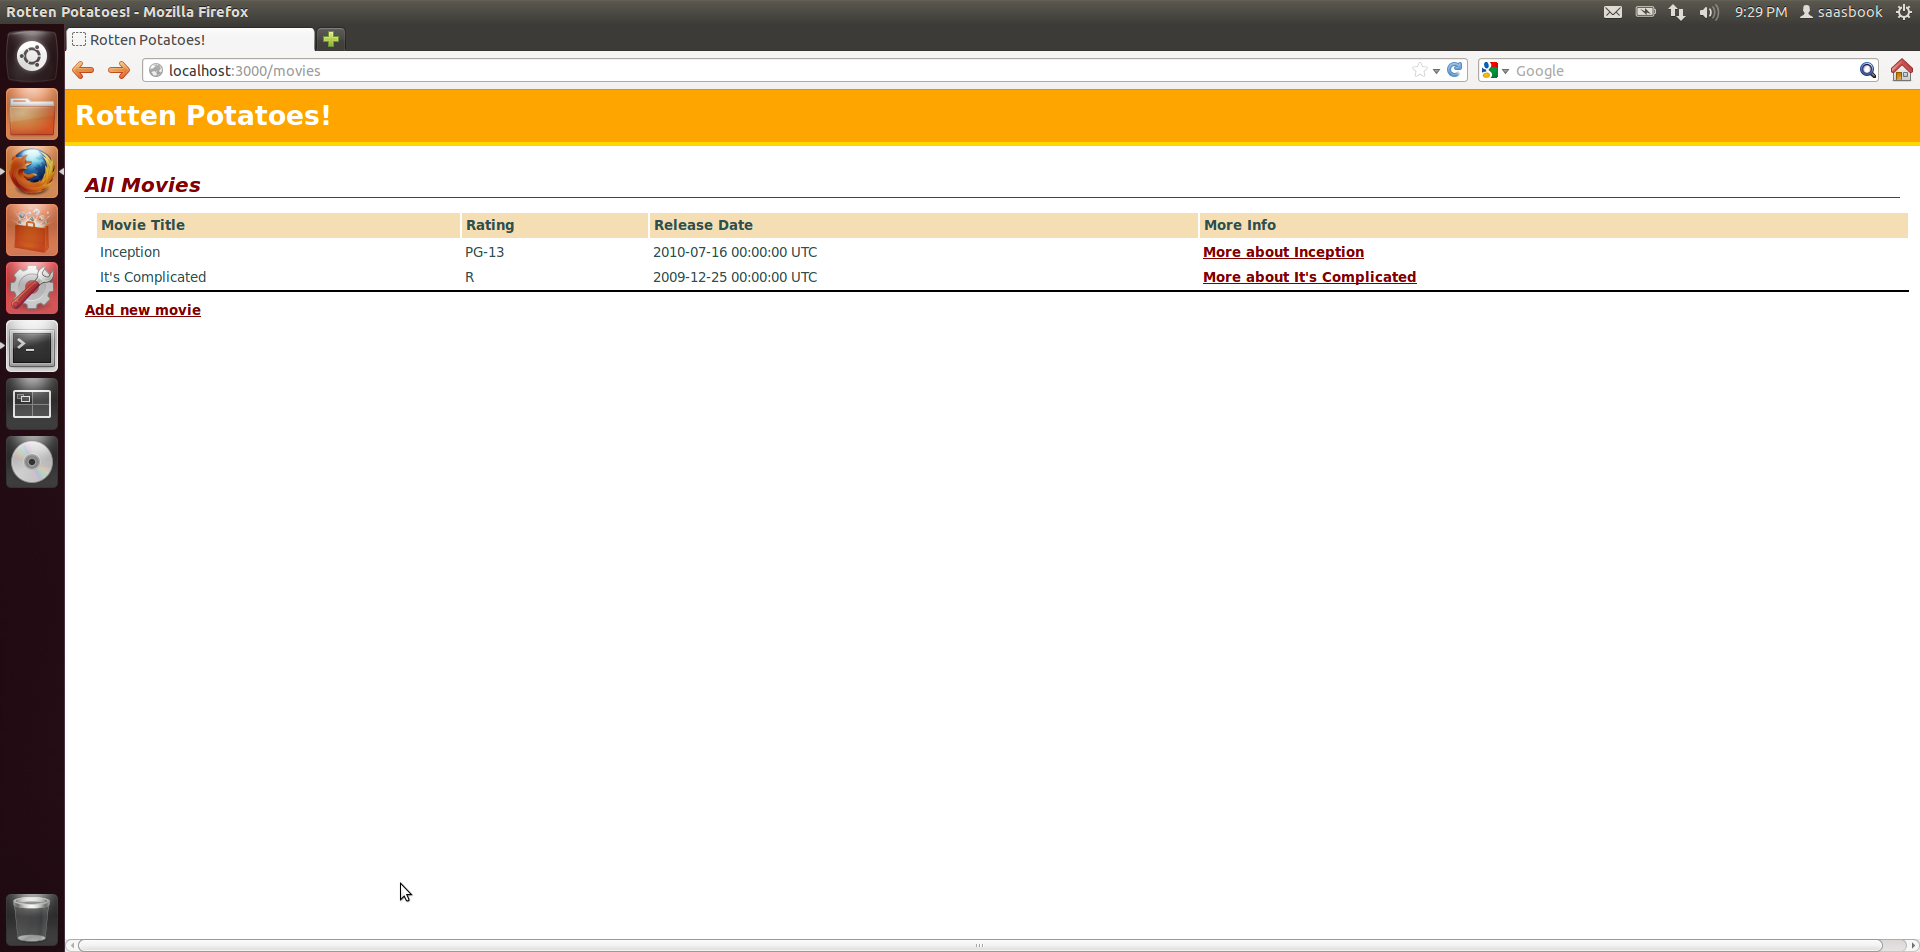 Rotten Potatoes! - Mozilla Firefox
9:29 PM saasbook
Rotten Potatoes!
localhost:3000/movies
Google
Rotten Potatoes!
All Movies
Movie Title Rating Release Date More Info
Inception PG-13 2010-07-16 00:00:00 UTC More about Inception
It's Complicated R 2009-12-25 00:00:00 UTC More about It's Complicated
Add new movie